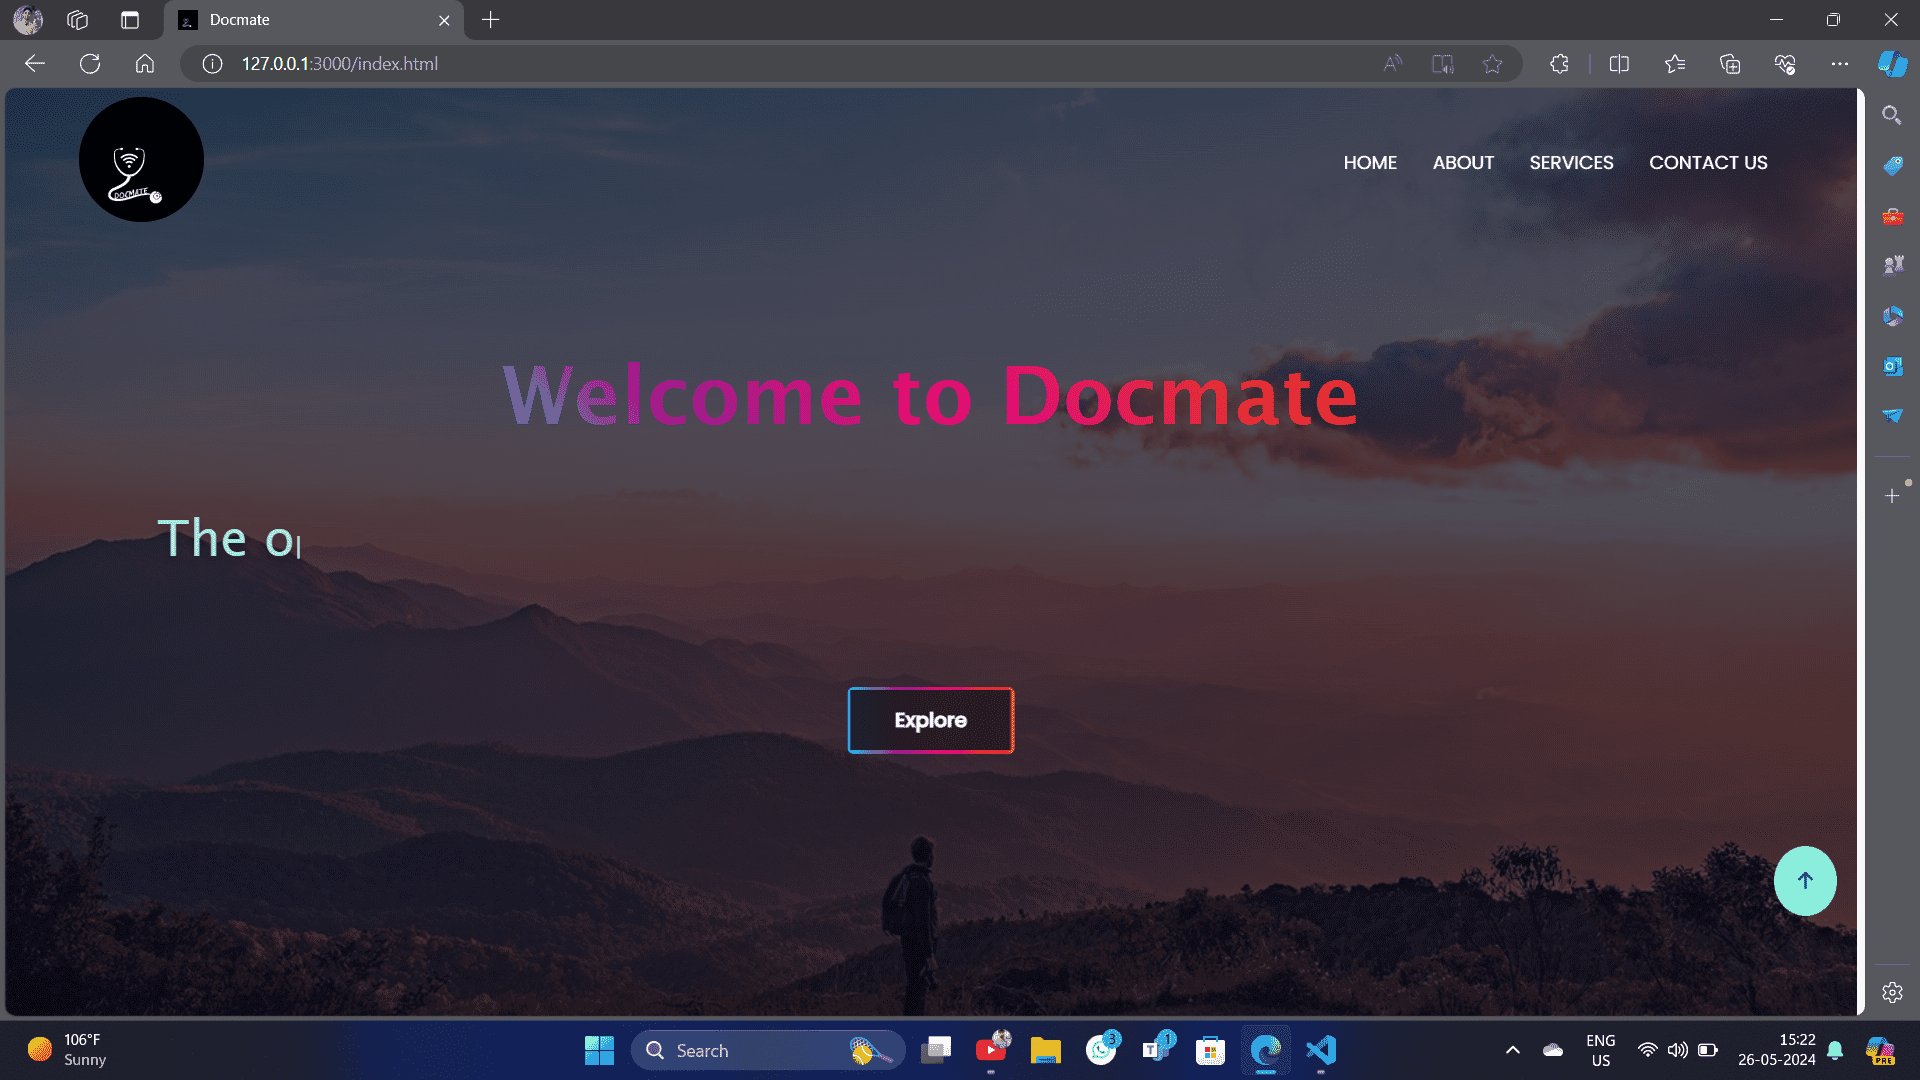 Docmate
127.0.0.1:3000/index.html
DOCMATE
HOME ABOUT SERVICES CONTACT US
Welcome to Docmate
The o
Explore
106°F
Sunny
Search
3
1
ENG
US
15:22
26-05-2024
PRE